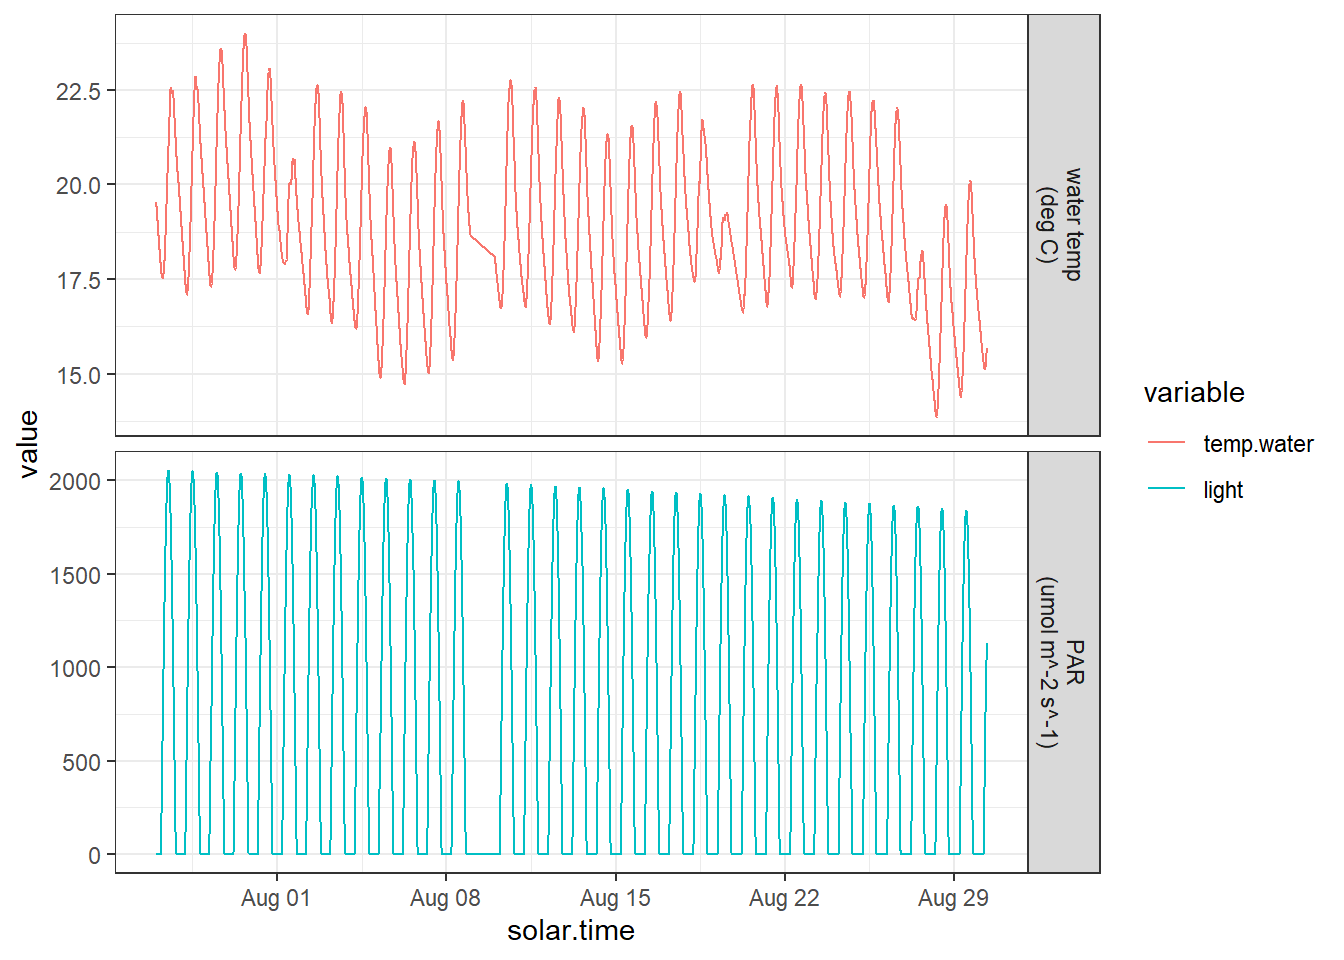 value
22.5
20.0
17.5
15.0
water temp
(deg C)
2000
1500
1000
500
0
PAR
(umol m^-2 s^-1)
Aug 01
Aug 08
Aug 15
Aug 22
Aug 29
solar.time
variable
temp.water
light